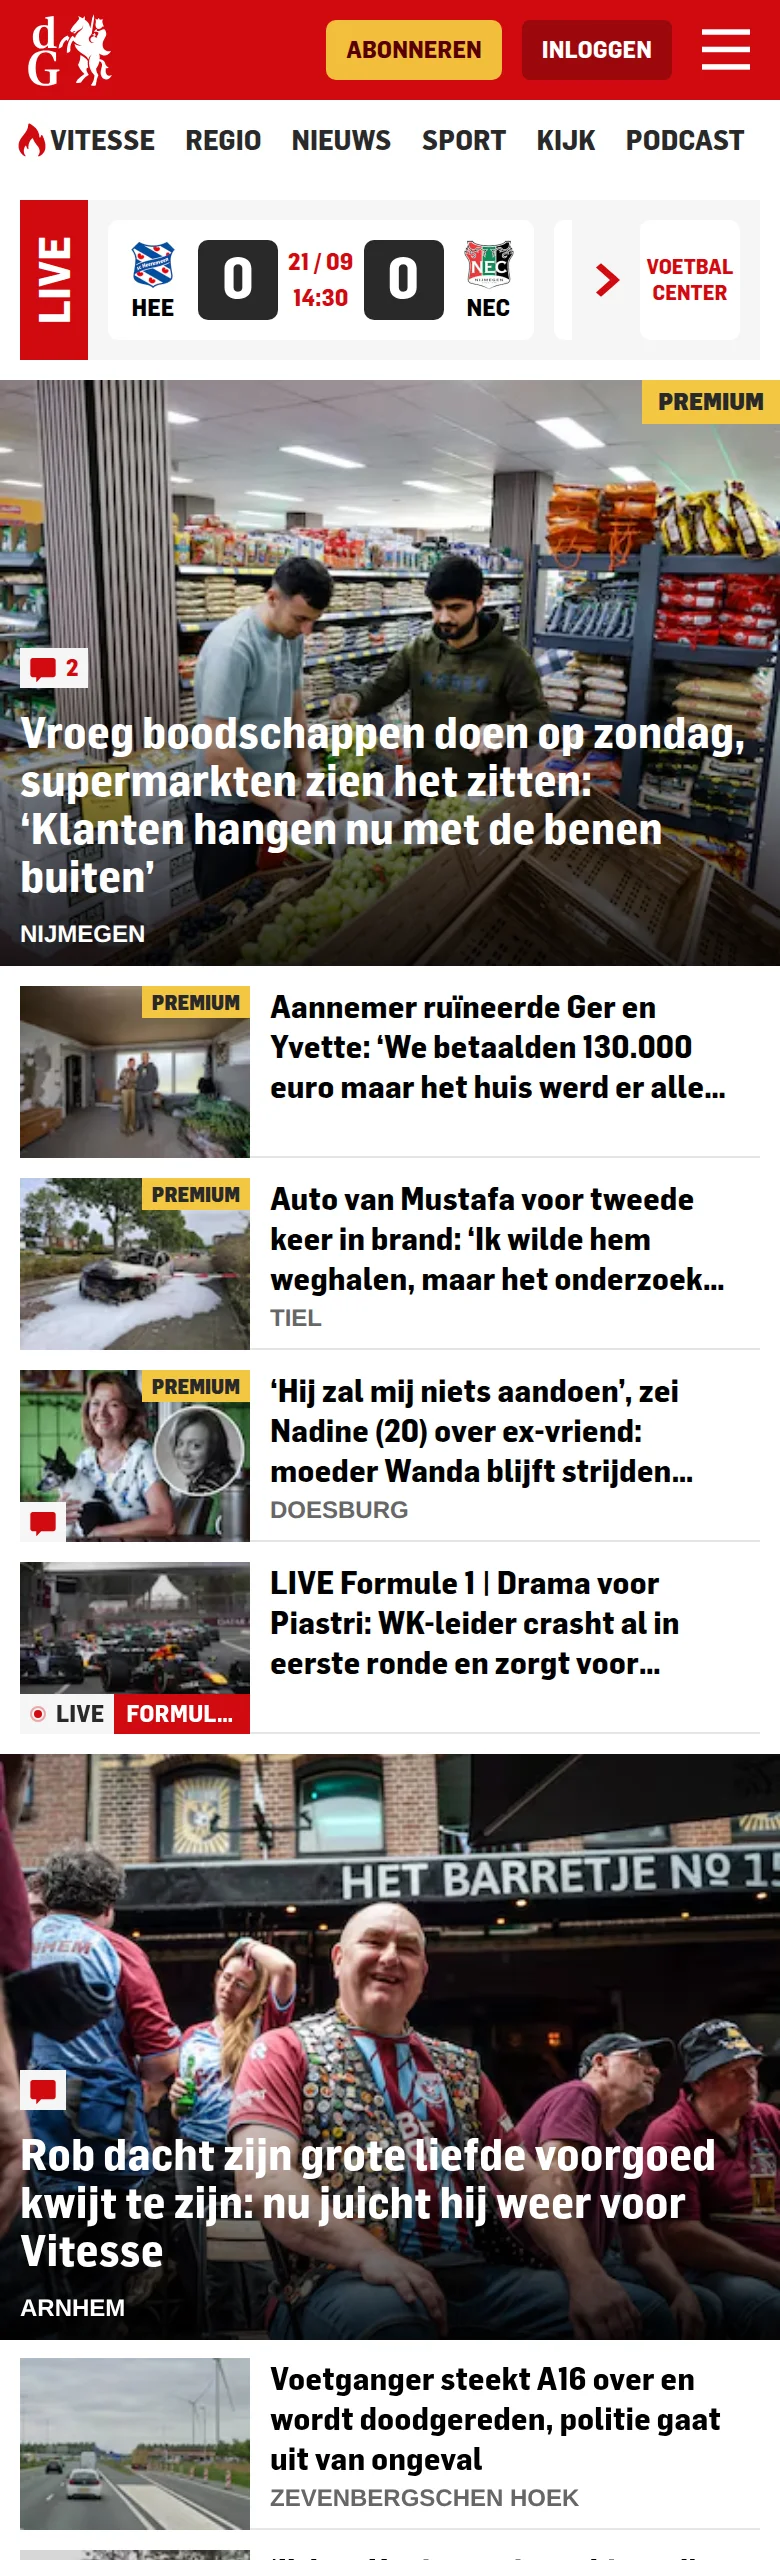 dG
ABONNEREN
INLOGGEN
VITESSE REGIO NIEUWS SPORT KIJK PODCAST
LIVE
HEE
0
21 / 09
14:30
0
NEC
NEC
VOETBAL
CENTER
PREMIUM
2
Vroeg boodschappen doen op zondag,
supermarkten zien het zitten:
‘Klanten hangen nu met de benen
buiten’
NIJMEGEN
PREMIUM
Aannemer ruïneerde Ger en
Yvette: ‘We betaalden 130.000
euro maar het huis werd er alle...
PREMIUM
Auto van Mustafa voor tweede
keer in brand: ‘Ik wilde hem
weghalen, maar het onderzoek...
TIEL
PREMIUM
‘Hij zal mij niets aandoen’, zei
Nadine (20) over ex-vriend:
moeder Wanda blijft strijden...
DOESBURG
LIVE
FORMUL...
LIVE Formule 1 | Drama voor
Piastri: WK-leider crasht al in
eerste ronde en zorgt voor...
HET BARRETJE Nº 15
Rob dacht zijn grote liefde voorgoed
kwijt te zijn: nu juicht hij weer voor
Vitesse
ARNHEM
Voetganger steekt A16 over en
wordt doodgereden, politie gaat
uit van ongeval
ZEVENBERGSCHEN HOEK